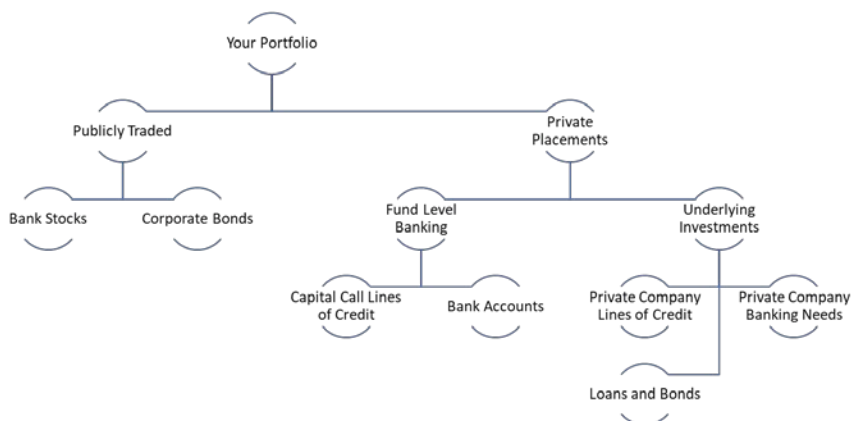 Your Portfolio
Publicly Traded
Private
Placements
Bank Stocks
Corporate Bonds
Fund Level
Banking
Underlying
Investments
Capital Call Lines
of Credit
Bank Accounts
Private Company
Lines of Credit
Private Company
Banking Needs
Loans and Bonds